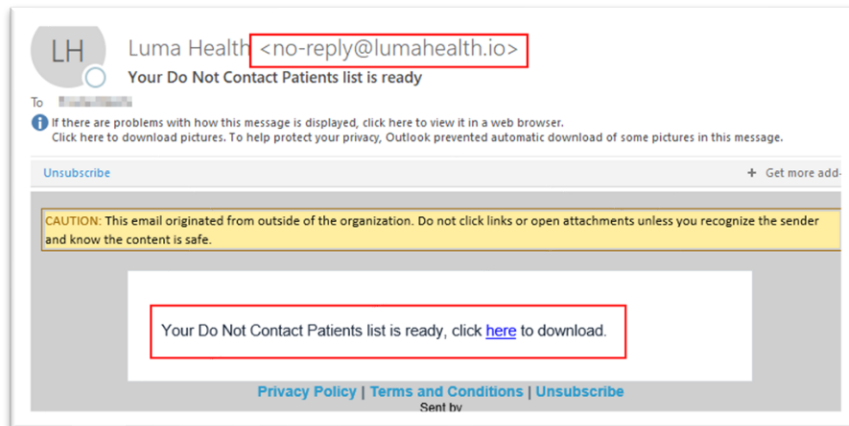 LH
Luma Health <no-reply@lumahealth.io>
Your Do Not Contact Patients list is ready
To
i If there are problems with how this message is displayed, click here to view it in a web browser.
Click here to download pictures. To help protect your privacy, Outlook prevented automatic download of some pictures in this message.
Unsubscribe + Get more add-
CAUTION: This email originated from outside of the organization. Do not click links or open attachments unless you recognize the sender
and know the content is safe.
Your Do Not Contact Patients list is ready, click here to download.
Privacy Policy | Terms and Conditions | Unsubscribe
Sent by